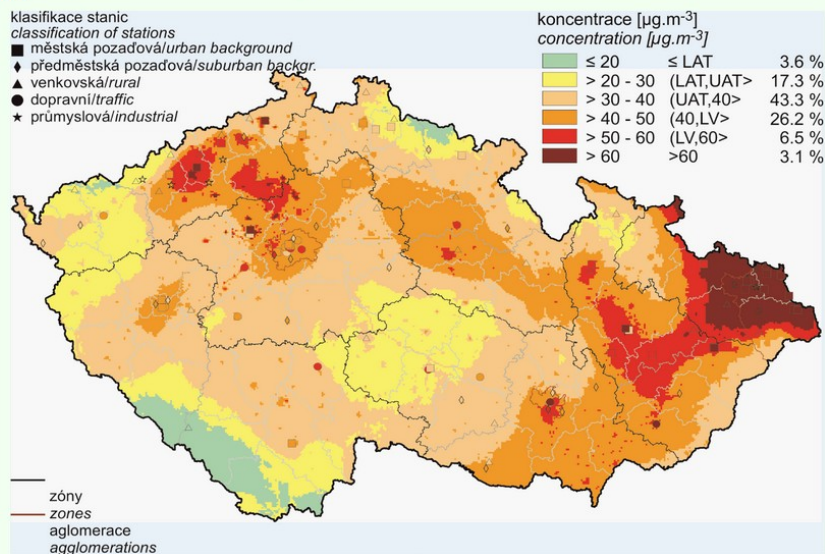 klasifikace stanic
classification of stations
městská pozaďová/urban background
předměstská pozaďová/suburban backgr.
venkovská/rural
dopravní/traffic
průmyslová/industrial
koncentrace [µg.m-³]
concentration [µg.m-³]
≤ 20 ≤ LAT 3.6 %
> 20 - 30 (LAT,UAT> 17.3 %
> 30 - 40 (UAT,40> 43.3 %
> 40 - 50 (40,LV> 26.2 %
> 50 - 60 (LV,60> 6.5 %
> 60 >60 3.1 %
zóny
zones
aglomerace
agglomerations